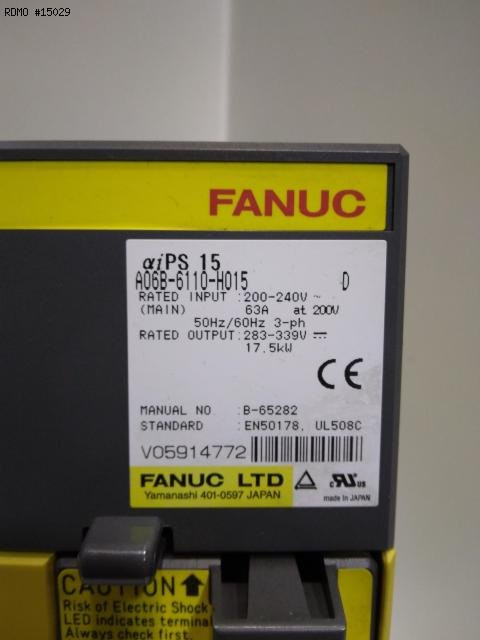 RDMO #15029
FANUC
αiPS 15
A06B-6110-H015 D
RATED INPUT :200-240V ~
(MAIN) 63A at 200V
50Hz/60Hz 3-ph
RATED OUTPUT:283-339V
17.5kW
CE
MANUAL NO :B-65282
STANDARD :EN50178, UL508C
V05914772
FANUC LTD
Yamanashi 401-0597 JAPAN
c RU us
made in JAPAN
CAUTION
Risk of Electric Shock
LED indicates terminal
Always check first.